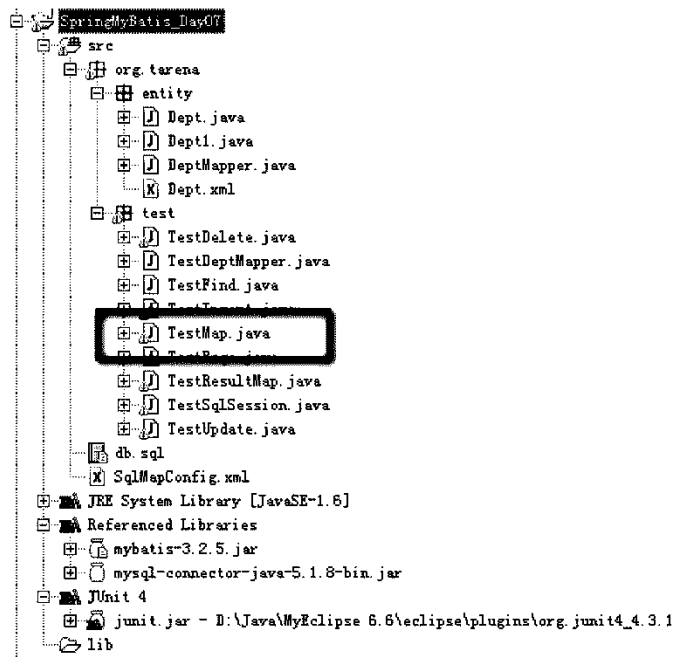 SpringMyBatis_Day07
src
org.tarena
entity
Dept.java
Dept1.java
DeptMapper.java
Dept.xml
test
TestDelete.java
TestDeptMapper.java
TestFind.java
TestMap.java
TestResultMap.java
TestSqlSession.java
TestUpdate.java
db.sql
SqlMapConfig.xml
JRE System Library [JavaSE-1.6]
Referenced Libraries
mybatis-3.2.5.jar
mysql-connector-java-5.1.8-bin.jar
JUnit 4
junit.jar - D:\Java\MyEclipse 6.6\eclipse\plugins\org.junit4_4.3.1
lib